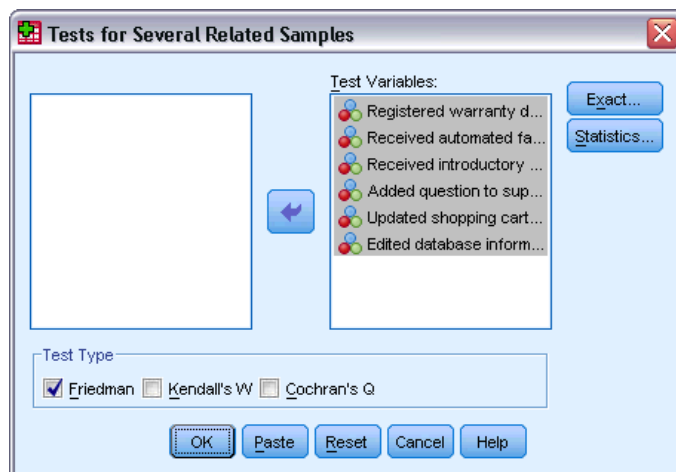 Tests for Several Related Samples
Test Variables:
Registered warranty d...
Received automated fa...
Received introductory ...
Added question to sup...
Updated shopping cart...
Edited database inform...
Exact...
Statistics...
Test Type
Friedman Kendall's W Cochran's Q
OK Paste Reset Cancel Help